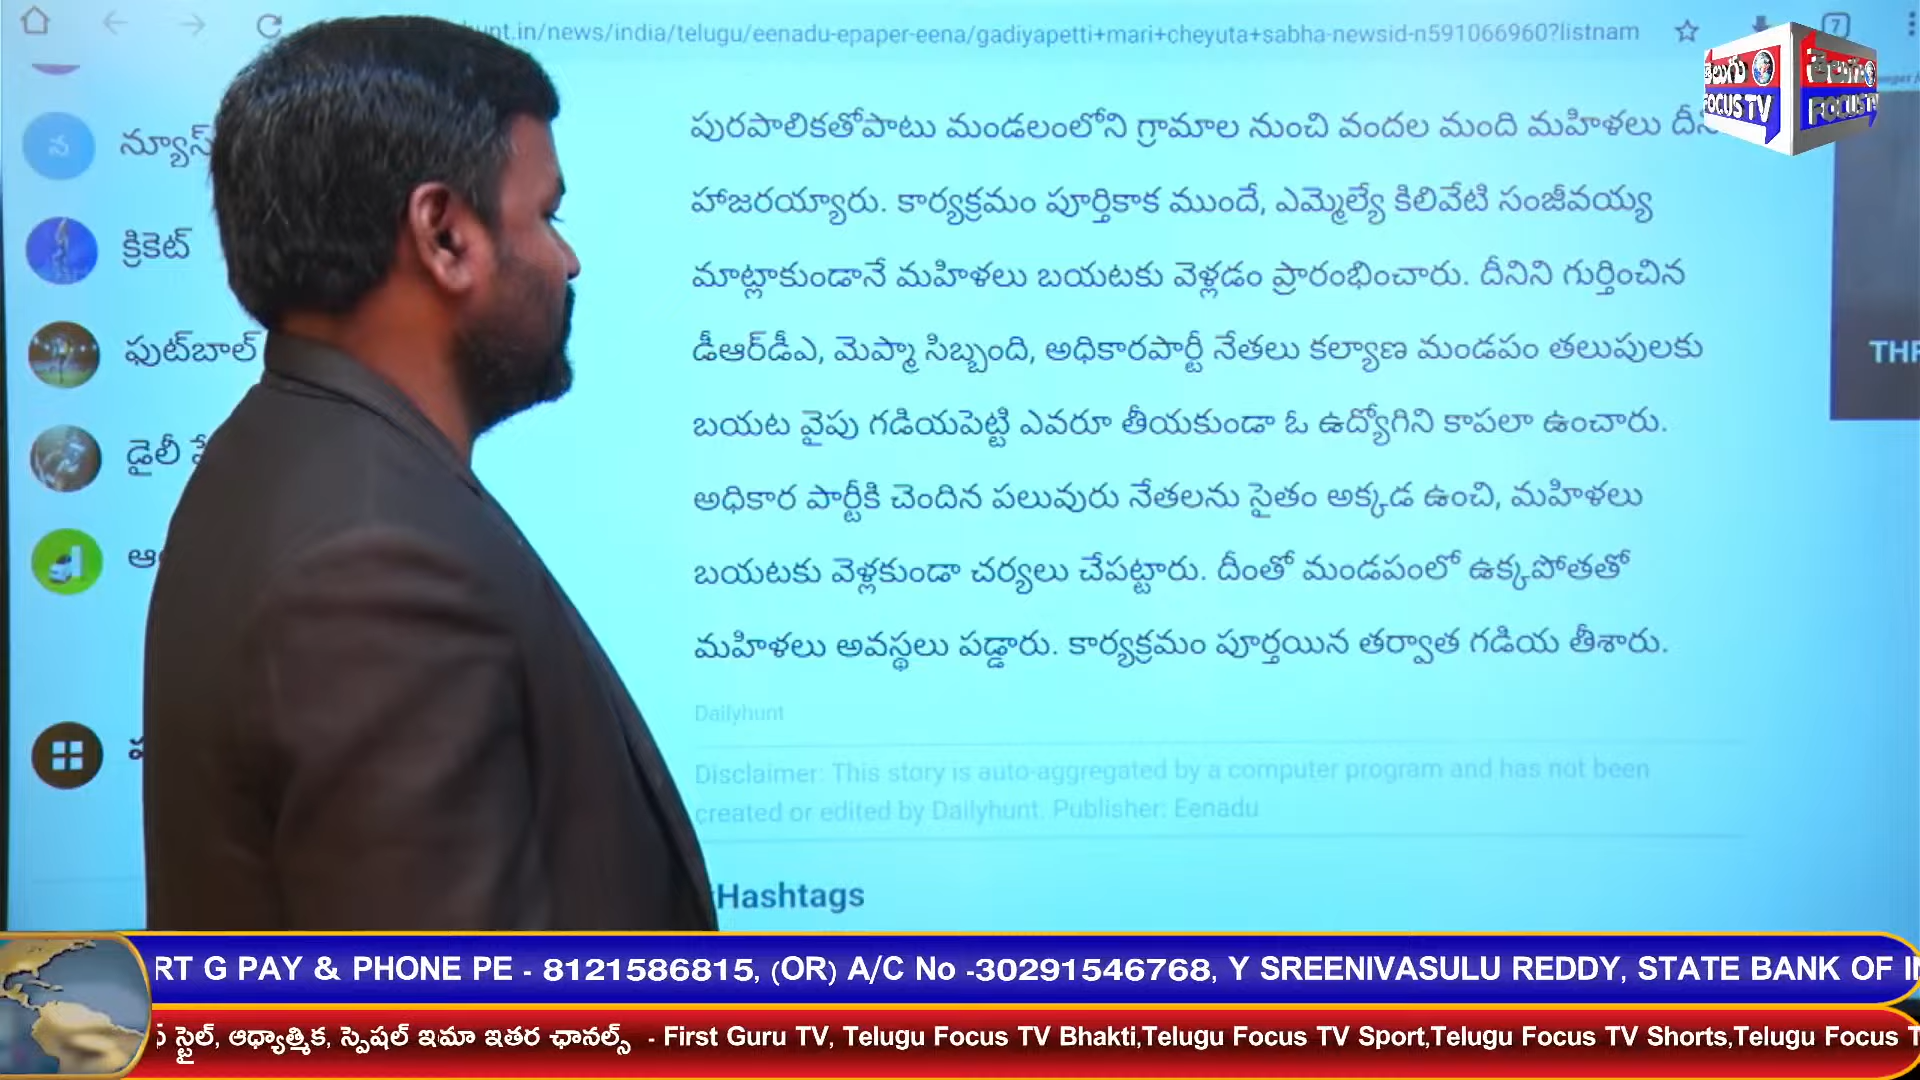 unt.in/news/india/telugu/eenadu-epaper-eena/gadiyapetti+mari+cheyuta+sabha-newsid-n591066960?listnam
7
తెలుగు
FOCUS TV
పురపాలికతోపాటు మండలంలోని గ్రామాల నుంచి వందల మంది మహిళలు
హాజరయ్యారు. కార్యక్రమం పూర్తికాక ముందే, ఎమ్మెల్యే కిలివేటి సంజీవయ్య
మాట్లాకుండానే మహిళలు బయటకు వెళ్లడం ప్రారంభించారు. దీనిని గుర్తించిన
డీఆర్‌డీఎ, మెప్మా సిబ్బంది, అధికారపార్టీ నేతలు కల్యాణ మండపం తలుపులకు
బయట వైపు గడియపెట్టి ఎవరూ తీయకుండా ఓ ఉద్యోగిని కాపలా ఉంచారు.
అధికార పార్టీకి చెందిన పలువురు నేతలను సైతం అక్కడ ఉంచి, మహిళలు
బయటకు వెళ్లకుండా చర్యలు చేపట్టారు. దీంతో మండపంలో ఉక్కపోతతో
మహిళలు అవస్థలు పడ్డారు. కార్యక్రమం పూర్తయిన తర్వాత గడియ తీశారు.
Dailyhunt
Disclaimer: This story is auto-aggregated by a computer program and has not been
created or edited by Dailyhunt. Publisher: Eenadu
Hashtags
న్యూస్
క్రికెట్
ఫుట్‌బాల్
డైలీ
RT G PAY & PHONE PE - 8121586815, (OR) A/C No -30291546768, Y SREENIVASULU REDDY, STATE BANK OF
స్టైల్, ఆధ్యాత్మిక, స్పెషల్ ఇమా ఇతర ఛానల్స్ - First Guru TV, Telugu Focus TV Bhakti,Telugu Focus TV Sport,Telugu Focus TV Shorts,Telugu Focus